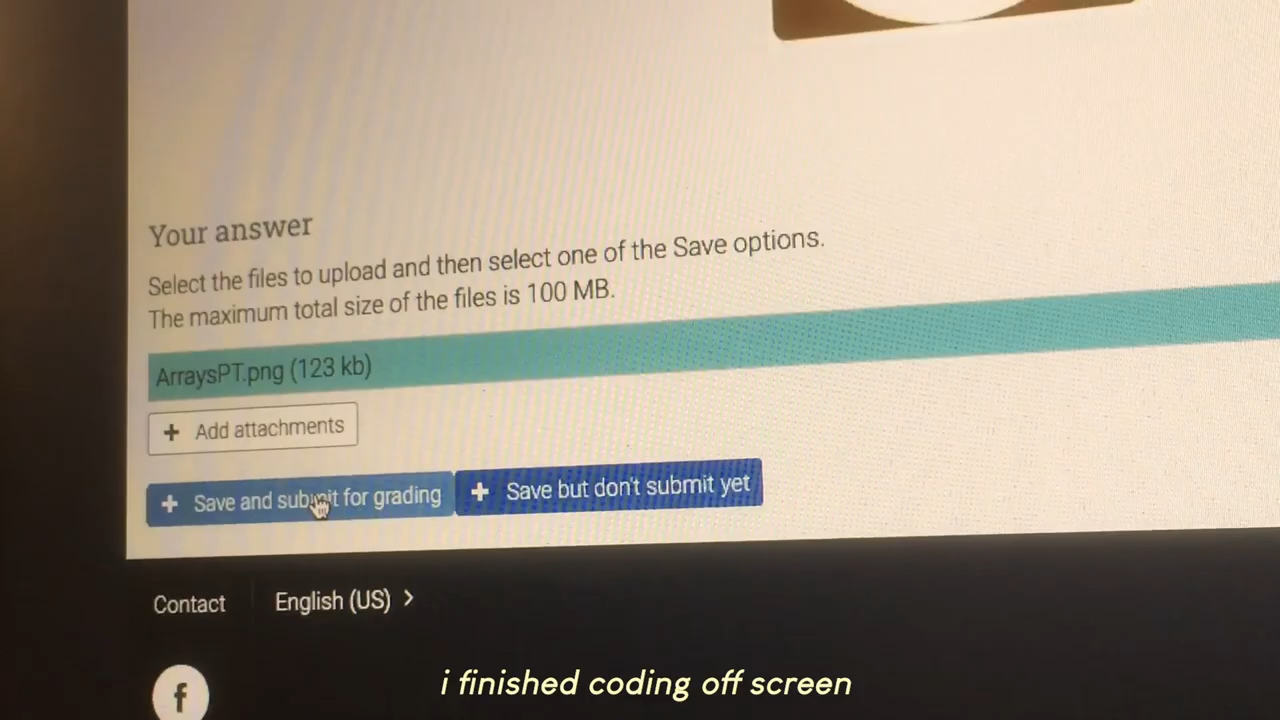 Your answer
Select the files to upload and then select one of the Save options.
The maximum total size of the files is 100 MB.
ArraysPT.png (123 kb)
+ Add attachments
+ Save and submit for grading
+ Save but don't submit yet
Contact
English (US) >
f
i finished coding off screen